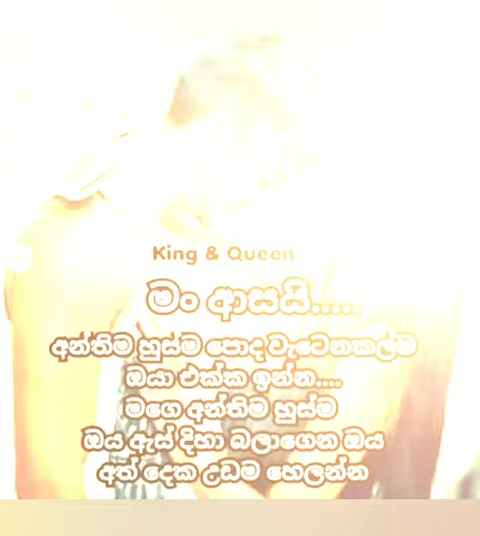 King & Queen
මං ආසයි......
අන්තිම හුස්ම පොද වැටෙනකල්ම
ඔයා එක්ක ඉන්න....
මගෙ අන්තිම හුස්ම
ඔය ඇස් දිහා බලාගෙන ඔය
අත් දෙක උඩම හෙලන්න